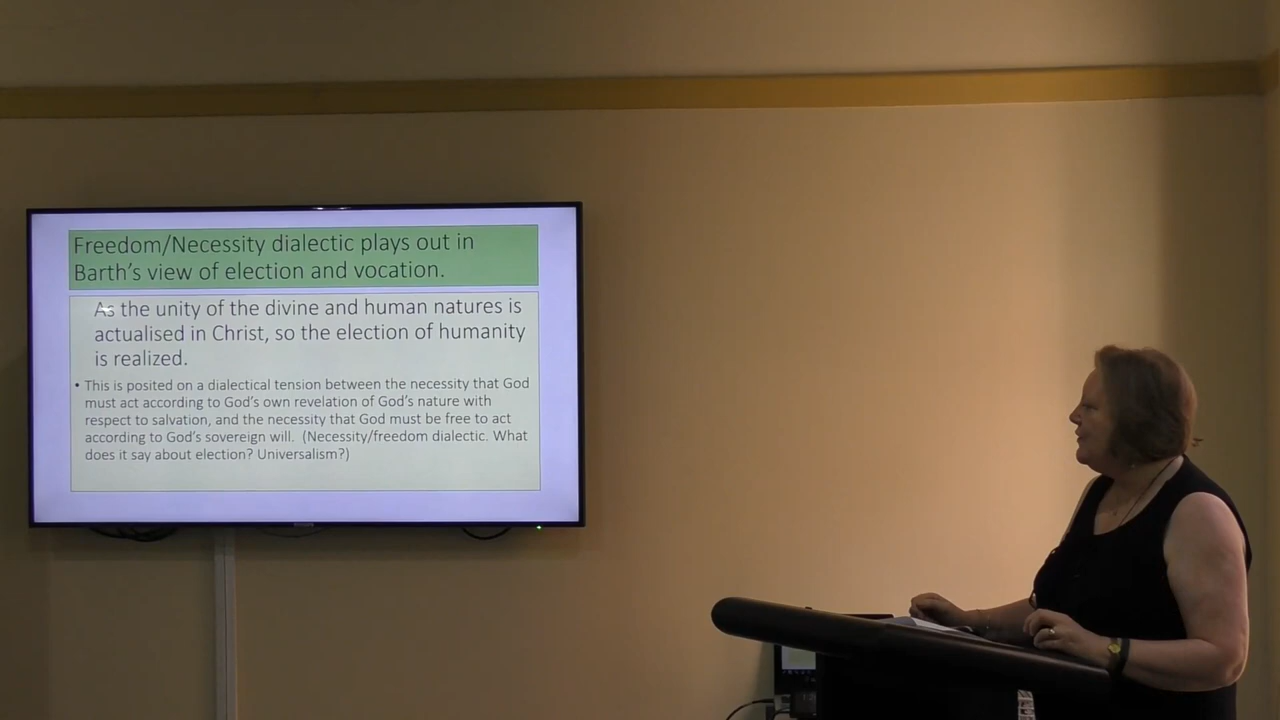 Freedom/Necessity dialectic plays out in
Barth's view of election and vocation.
As the unity of the divine and human natures is
actualised in Christ, so the election of humanity
is realized.
• This is posited on a dialectical tension between the necessity that God
must act according to God's own revelation of God's nature with
respect to salvation, and the necessity that God must be free to act
according to God's sovereign will. (Necessity/freedom dialectic. What
does it say about election? Universalism?)